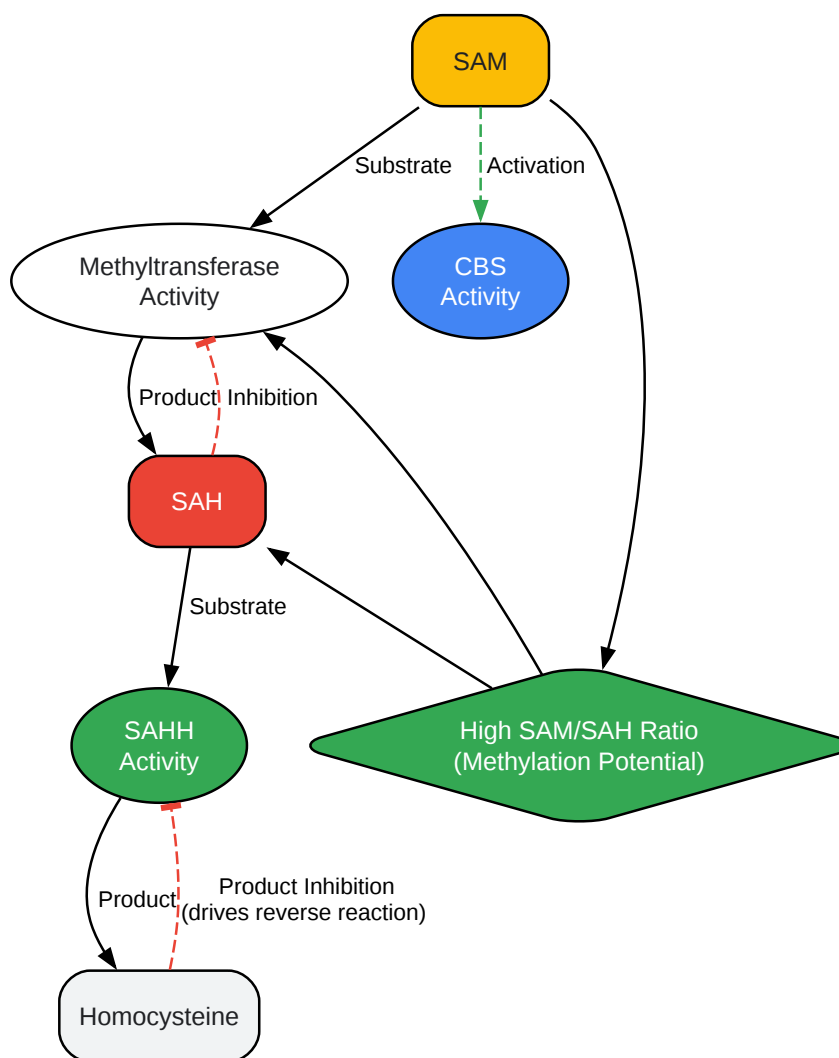 SAM
Substrate
Activation
Methyltransferase
Activity
CBS
Activity
Product
Inhibition
SAH
Substrate
SAHH
Activity
High SAM/SAH Ratio
(Methylation Potential)
Product
Product Inhibition
(drives reverse reaction)
Homocysteine